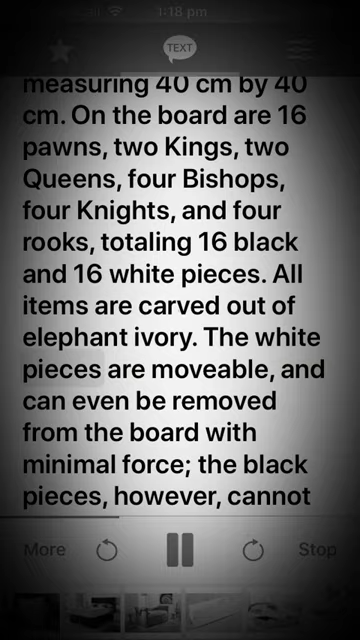 1:18 pm
TEXT
measuring 40 cm by 40
cm. On the board are 16
pawns, two Kings, two
Queens, four Bishops,
four Knights, and four
rooks, totaling 16 black
and 16 white pieces. All
items are carved out of
elephant ivory. The white
pieces are moveable, and
can even be removed
from the board with
minimal force; the black
pieces, however, cannot
More
Stop